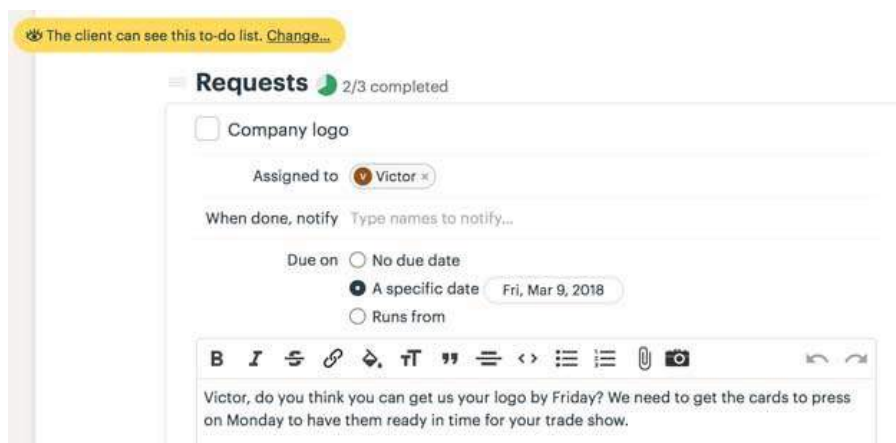 The client can see this to-do list. Change...
Requests 2/3 completed
Company logo
Assigned to V Victor ×
When done, notify Type names to notify...
Due on No due date
A specific date Fri, Mar 9, 2018
Runs from
B I S TT
Victor, do you think you can get us your logo by Friday? We need to get the cards to press
on Monday to have them ready in time for your trade show.